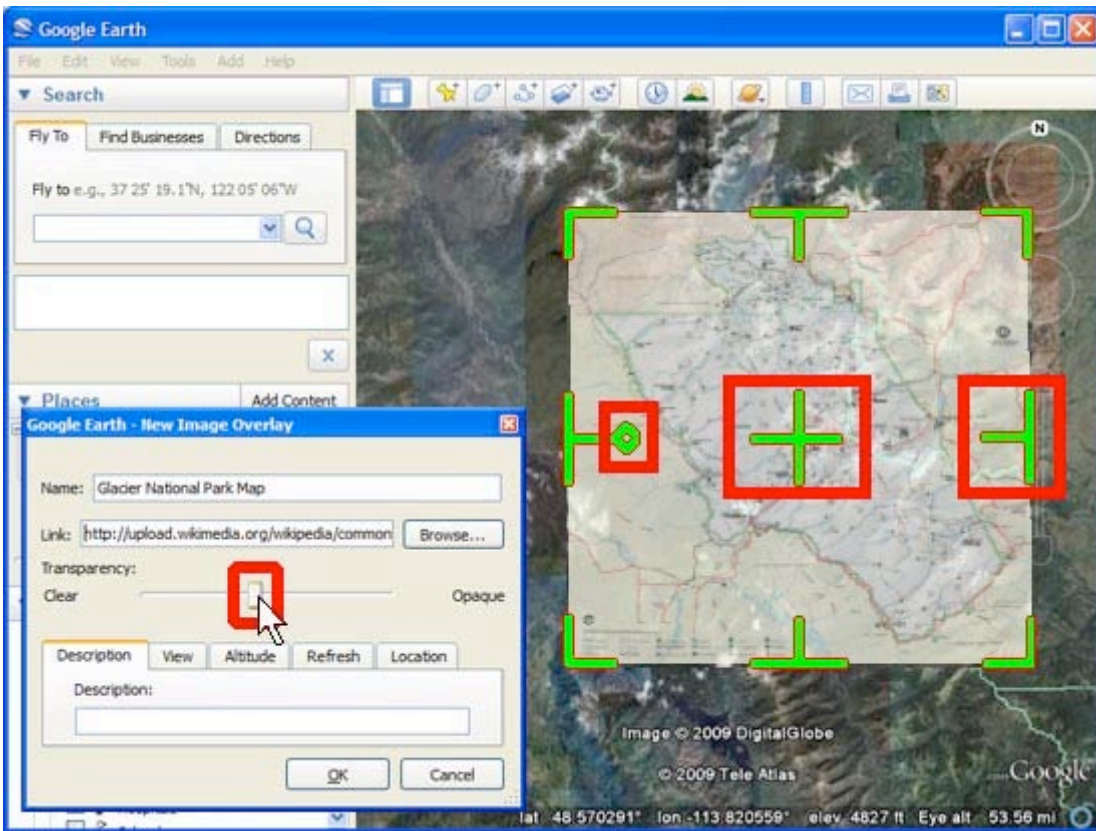 Google Earth
File Edit View Tools Add Help
Search
Fly To Find Businesses Directions
Fly to e.g., 37 25' 19.1"N, 122 05' 06"W
N
Places Add Content
Google Earth - New Image Overlay
Name: Glacier National Park Map
Link: http://upload.wikimedia.org/wikipedia/common Browse...
Transparency:
Clear Opaque
Description View Altitude Refresh Location
Description:
OK Cancel
Image © 2009 DigitalGlobe
© 2009 Tele Atlas
Google
lat 48.570291° lon -113.820559° elev 4827 ft Eye alt 53.56 mi